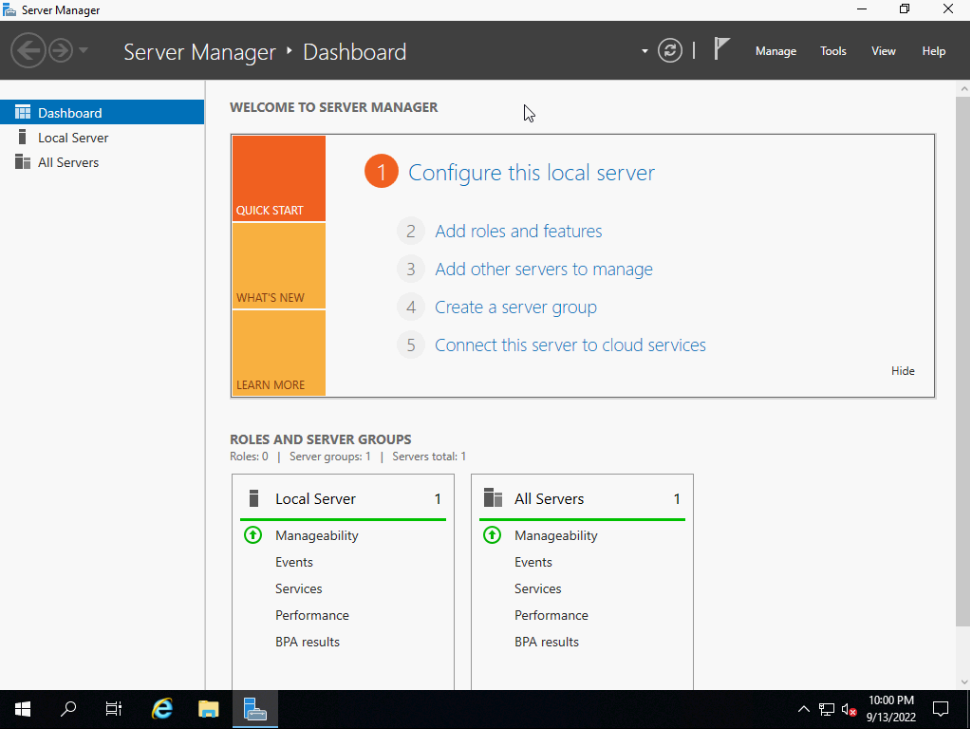 Server Manager
Server Manager ‣ Dashboard
Manage Tools View Help
Dashboard
Local Server
All Servers
WELCOME TO SERVER MANAGER
QUICK START
WHAT'S NEW
LEARN MORE
1 Configure this local server
2 Add roles and features
3 Add other servers to manage
4 Create a server group
5 Connect this server to cloud services
Hide
ROLES AND SERVER GROUPS
Roles: 0 | Server groups: 1 | Servers total: 1
Local Server 1
Manageability
Events
Services
Performance
BPA results
All Servers 1
Manageability
Events
Services
Performance
BPA results
10:00 PM
9/13/2022